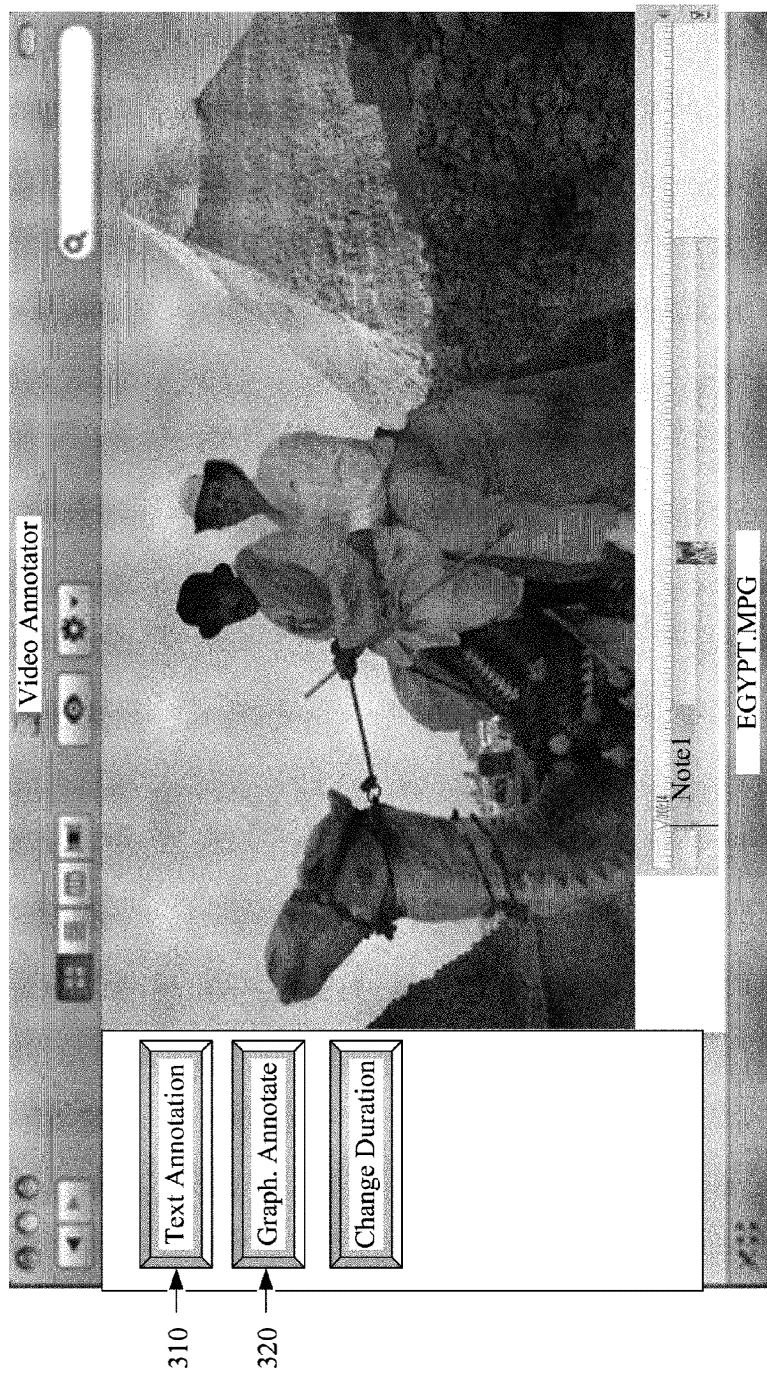 Video Annotator
Text Annotation
Graph. Annotate
Change Duration
310
320
Note1
EGYPT.MPG